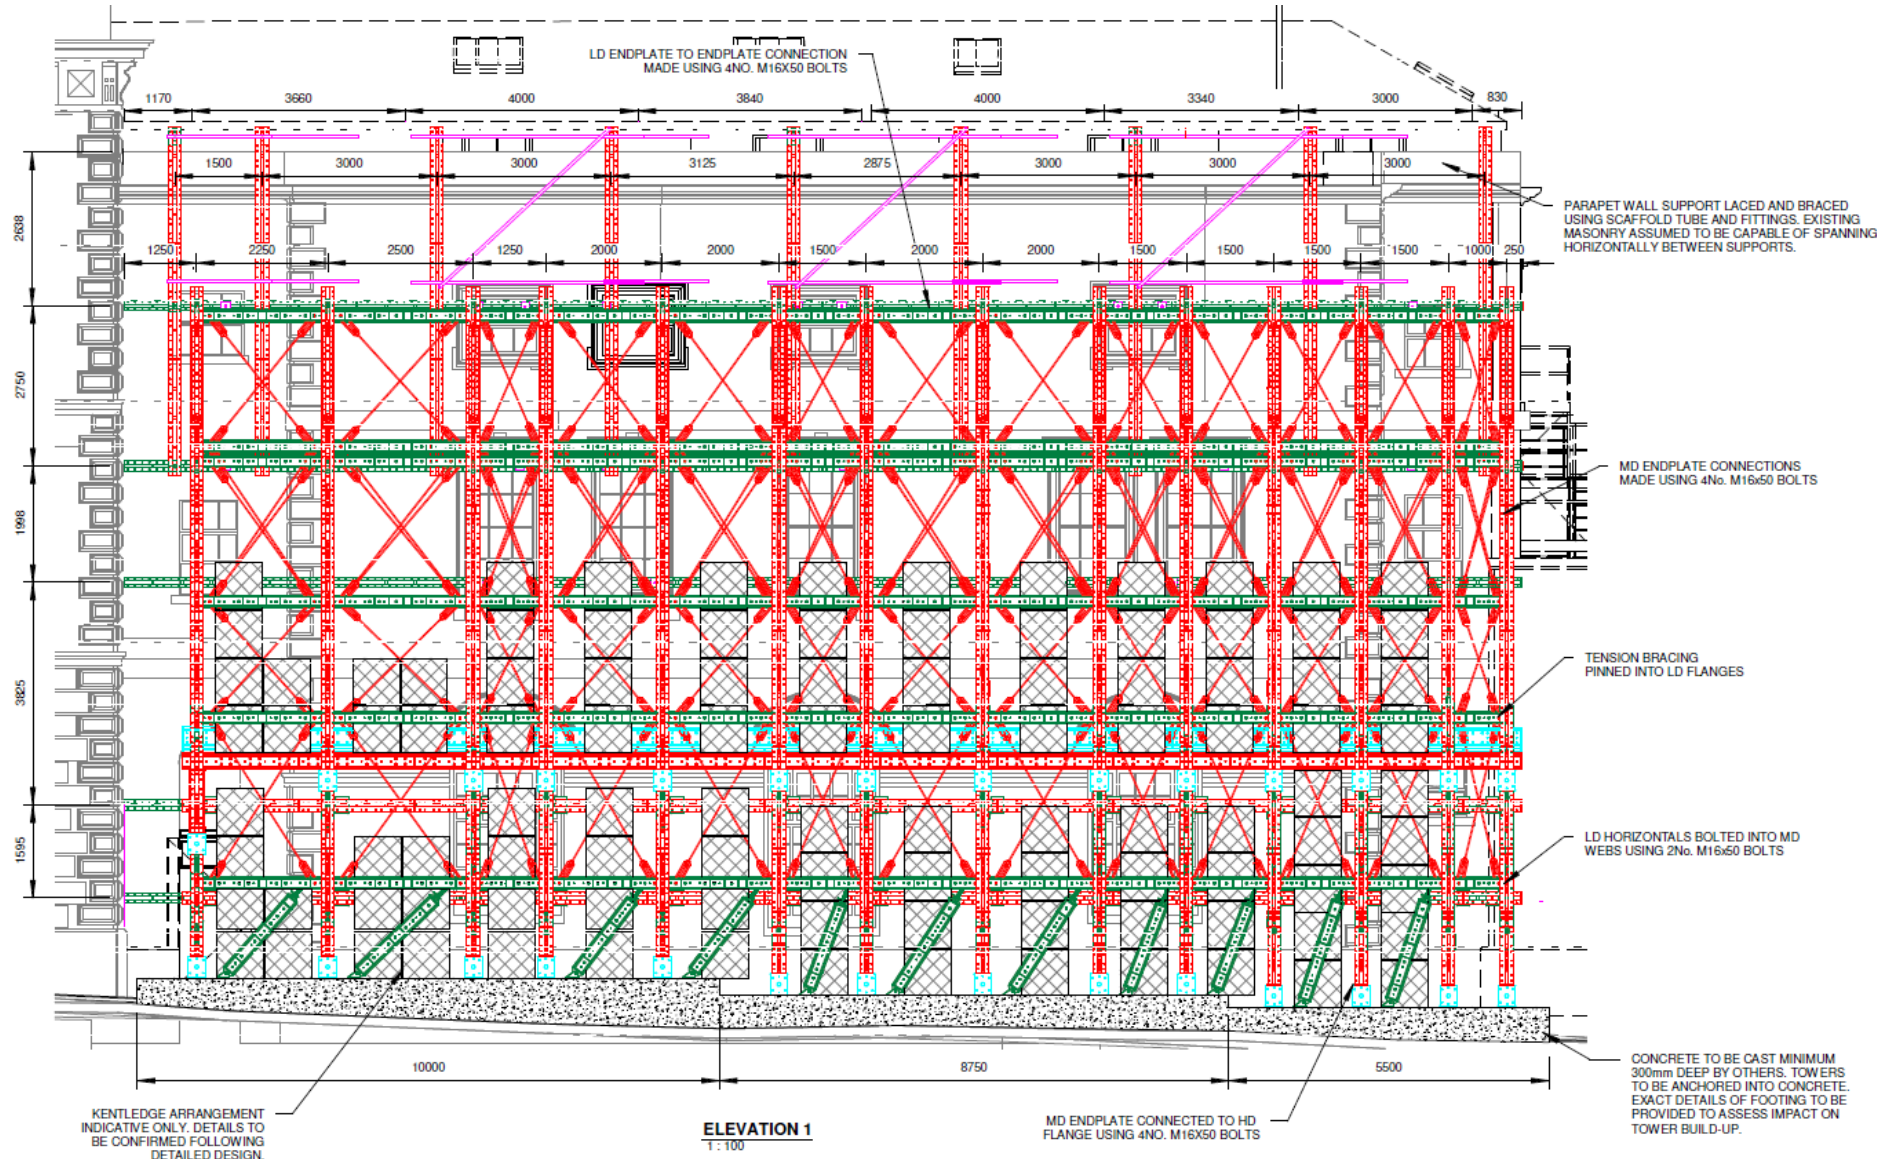 LD ENDPLATE TO ENDPLATE CONNECTION
MADE USING 4NO. M16X50 BOLTS
1170
3660
4000
3840
4000
3340
3000
830
1500
3000
3000
3125
2875
3000
3000
3000
PARAPET WALL SUPPORT LACED AND BRACED
USING SCAFFOLD TUBE AND FITTINGS. EXISTING
MASONRY ASSUMED TO BE CAPABLE OF SPANNING
HORIZONTALLY BETWEEN SUPPORTS.
2638
1250
2250
2500
1250
2000
2000
1500
2000
2000
1500
1500
1500
1500
1000
250
2750
MD ENDPLATE CONNECTIONS
MADE USING 4No. M16x50 BOLTS
1998
TENSION BRACING
PINNED INTO LD FLANGES
3825
LD HORIZONTALS BOLTED INTO MD
WEBS USING 2No. M16x50 BOLTS
1595
10000
8750
5500
CONCRETE TO BE CAST MINIMUM
300mm DEEP BY OTHERS. TOWERS
TO BE ANCHORED INTO CONCRETE.
EXACT DETAILS OF FOOTING TO BE
PROVIDED TO ASSESS IMPACT ON
TOWER BUILD-UP.
KENTLEDGE ARRANGEMENT
INDICATIVE ONLY. DETAILS TO
BE CONFIRMED FOLLOWING
DETAILED DESIGN.
ELEVATION 1
1 : 100
MD ENDPLATE CONNECTED TO HD
FLANGE USING 4NO. M16X50 BOLTS